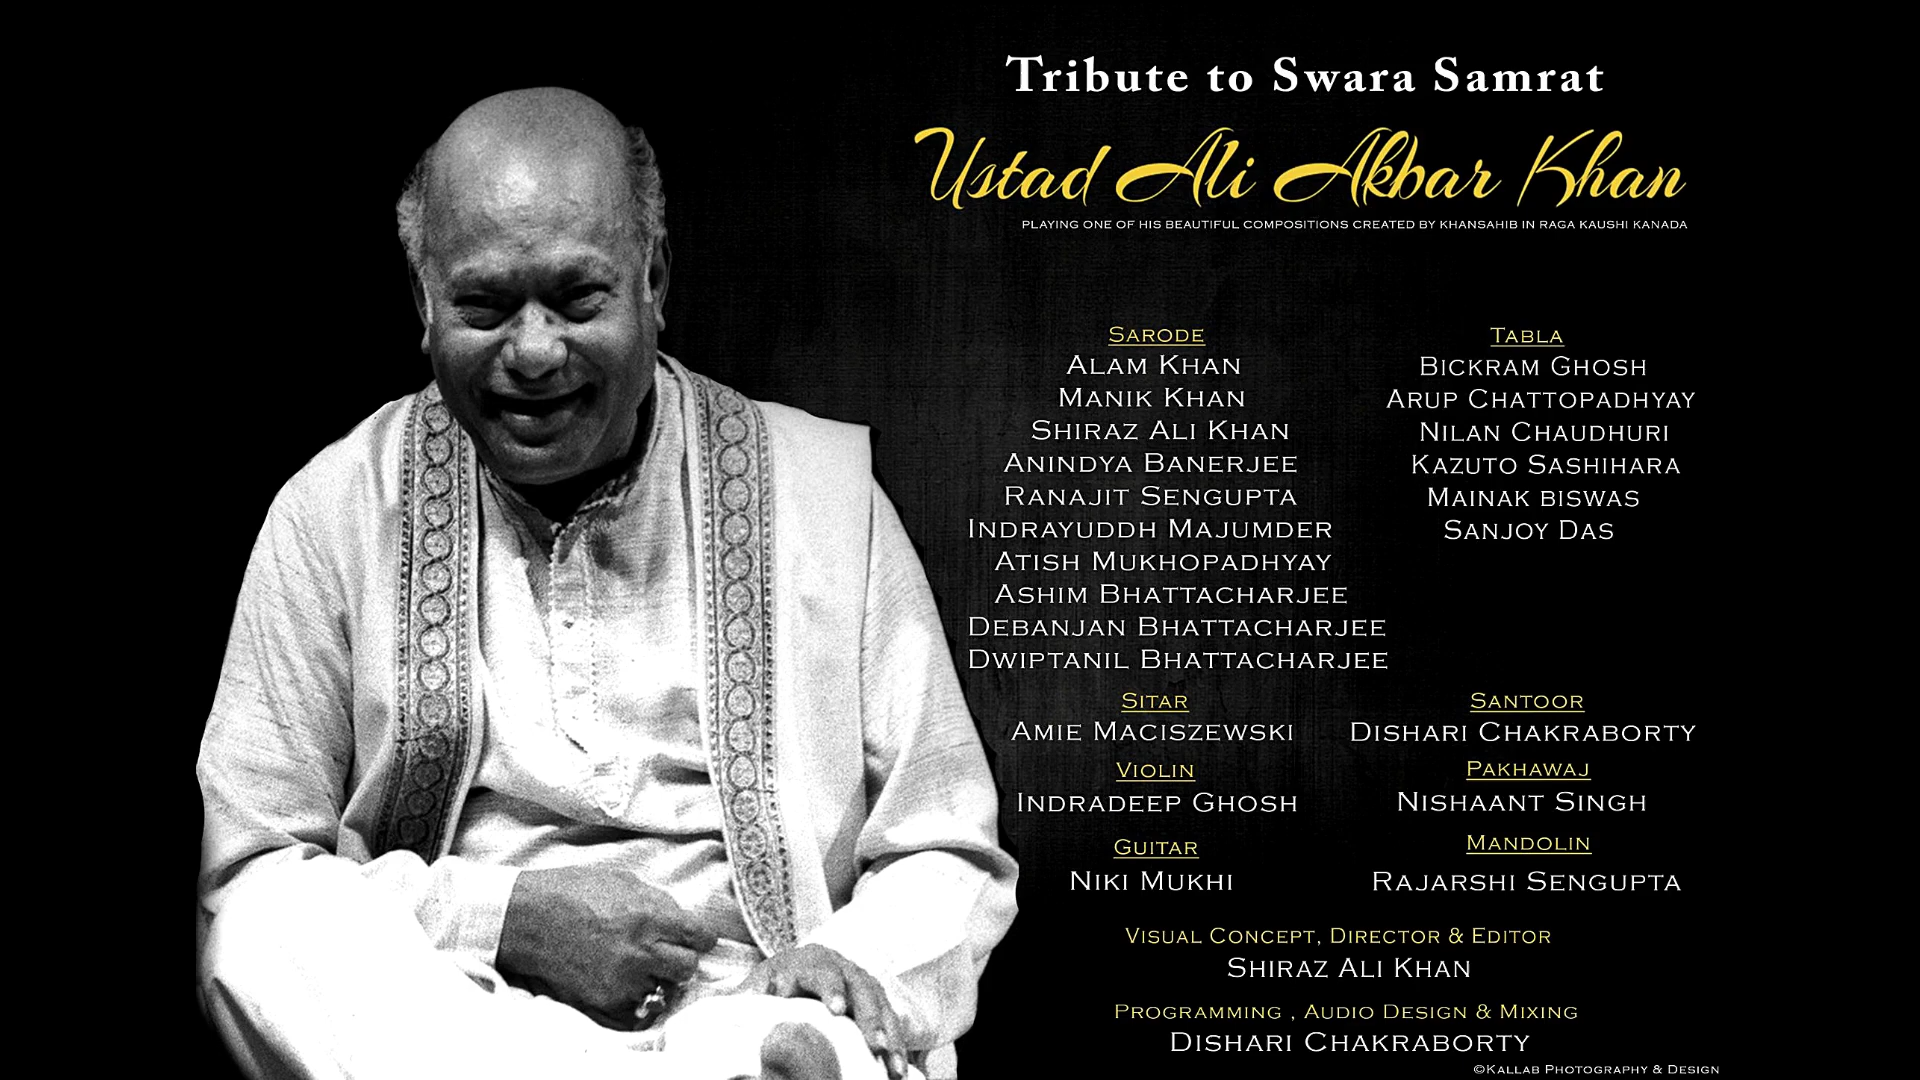 Tribute to Swara Samrat
Ustad Ali Akbar Khan
PLAYING ONE OF HIS BEAUTIFUL COMPOSITIONS CREATED BY KHANSAHIB IN RAGA KAUSHI KANADA
SARODE
ALAM KHAN
MANIK KHAN
SHIRAZ ALI KHAN
ANINDYA BANERJEE
RANAJIT SENGUPTA
INDRAYUDDH MAJUMDER
ATISH MUKHOPADHYAY
ASHIM BHATTACHARJEE
DEBANJAN BHATTACHARJEE
DWIPTANIL BHATTACHARJEE
TABLA
BICKRAM GHOSH
ARUP CHATTOPADHYAY
NILAN CHAUDHURI
KAZUTO SASHIHARA
MAINAK BISWAS
SANJOY DAS
SITAR
AMIE MACISZEWSKI
SANTOOR
DISHARI CHAKRABORTY
VIOLIN
INDRADEEP GHOSH
PAKHAWAJ
NISHAANT SINGH
GUITAR
NIKI MUKHI
MANDOLIN
RAJARSHI SENGUPTA
VISUAL CONCEPT, DIRECTOR & EDITOR
SHIRAZ ALI KHAN
PROGRAMMING , AUDIO DESIGN & MIXING
DISHARI CHAKRABORTY
©KALLAB PHOTOGRAPHY & DESIGN